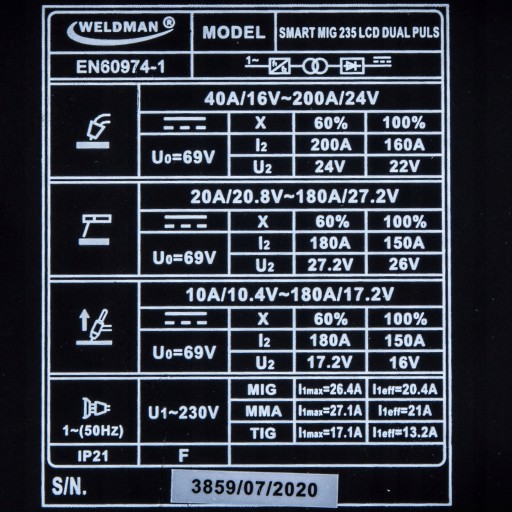 WELDMAN ® MODEL SMART MIG 235 LCD DUAL PULS
EN60974-1 1~
40A/16V~200A/24V
X 60% 100%
U0=69V I2 200A 160A
U2 24V 22V
20A/20.8V~180A/27.2V
X 60% 100%
U0=69V I2 180A 150A
U2 27.2V 26V
10A/10.4V~180A/17.2V
X 60% 100%
U0=69V I2 180A 150A
U2 17.2V 16V
1~(50Hz) U1~230V MIG I1max=26.4A I1eff=20.4A
MMA I1max=27.1A I1eff=21A
TIG I1max=17.1A I1eff=13.2A
IP21 F
S/N. 3859/07/2020